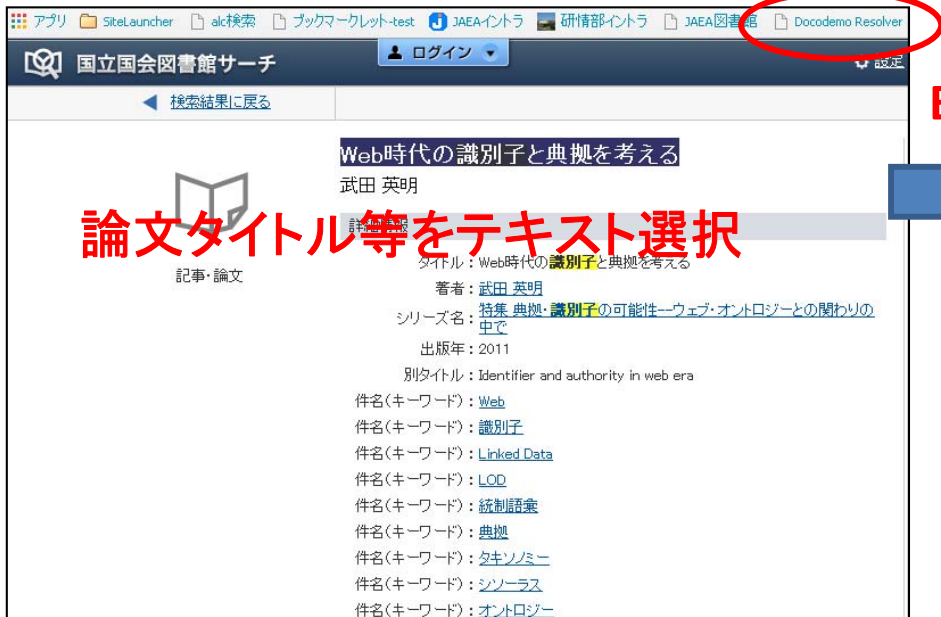 アプリ SiteLauncher alc検索 ブックマークレット-test JAEAイントラ 研情部イントラ JAEA図書館 Docodemo Resolver
国立国会図書館サーチ ログイン 設定
検索結果に戻る
Web時代の識別子と典拠を考える
武田 英明
論文タイトル等をテキスト選択
詳細情報
記事・論文
タイトル：Web時代の識別子と典拠を考える
著者：武田 英明
シリーズ名：特集 典拠・識別子の可能性--ウェブ・オントロジーとの関わりの
中で
出版年：2011
別タイトル：Identifier and authority in web era
件名(キーワード)：Web
件名(キーワード)：識別子
件名(キーワード)：Linked Data
件名(キーワード)：LOD
件名(キーワード)：統制語彙
件名(キーワード)：典拠
件名(キーワード)：タキソノミー
件名(キーワード)：シソーラス
件名(キーワード)：オントロジー